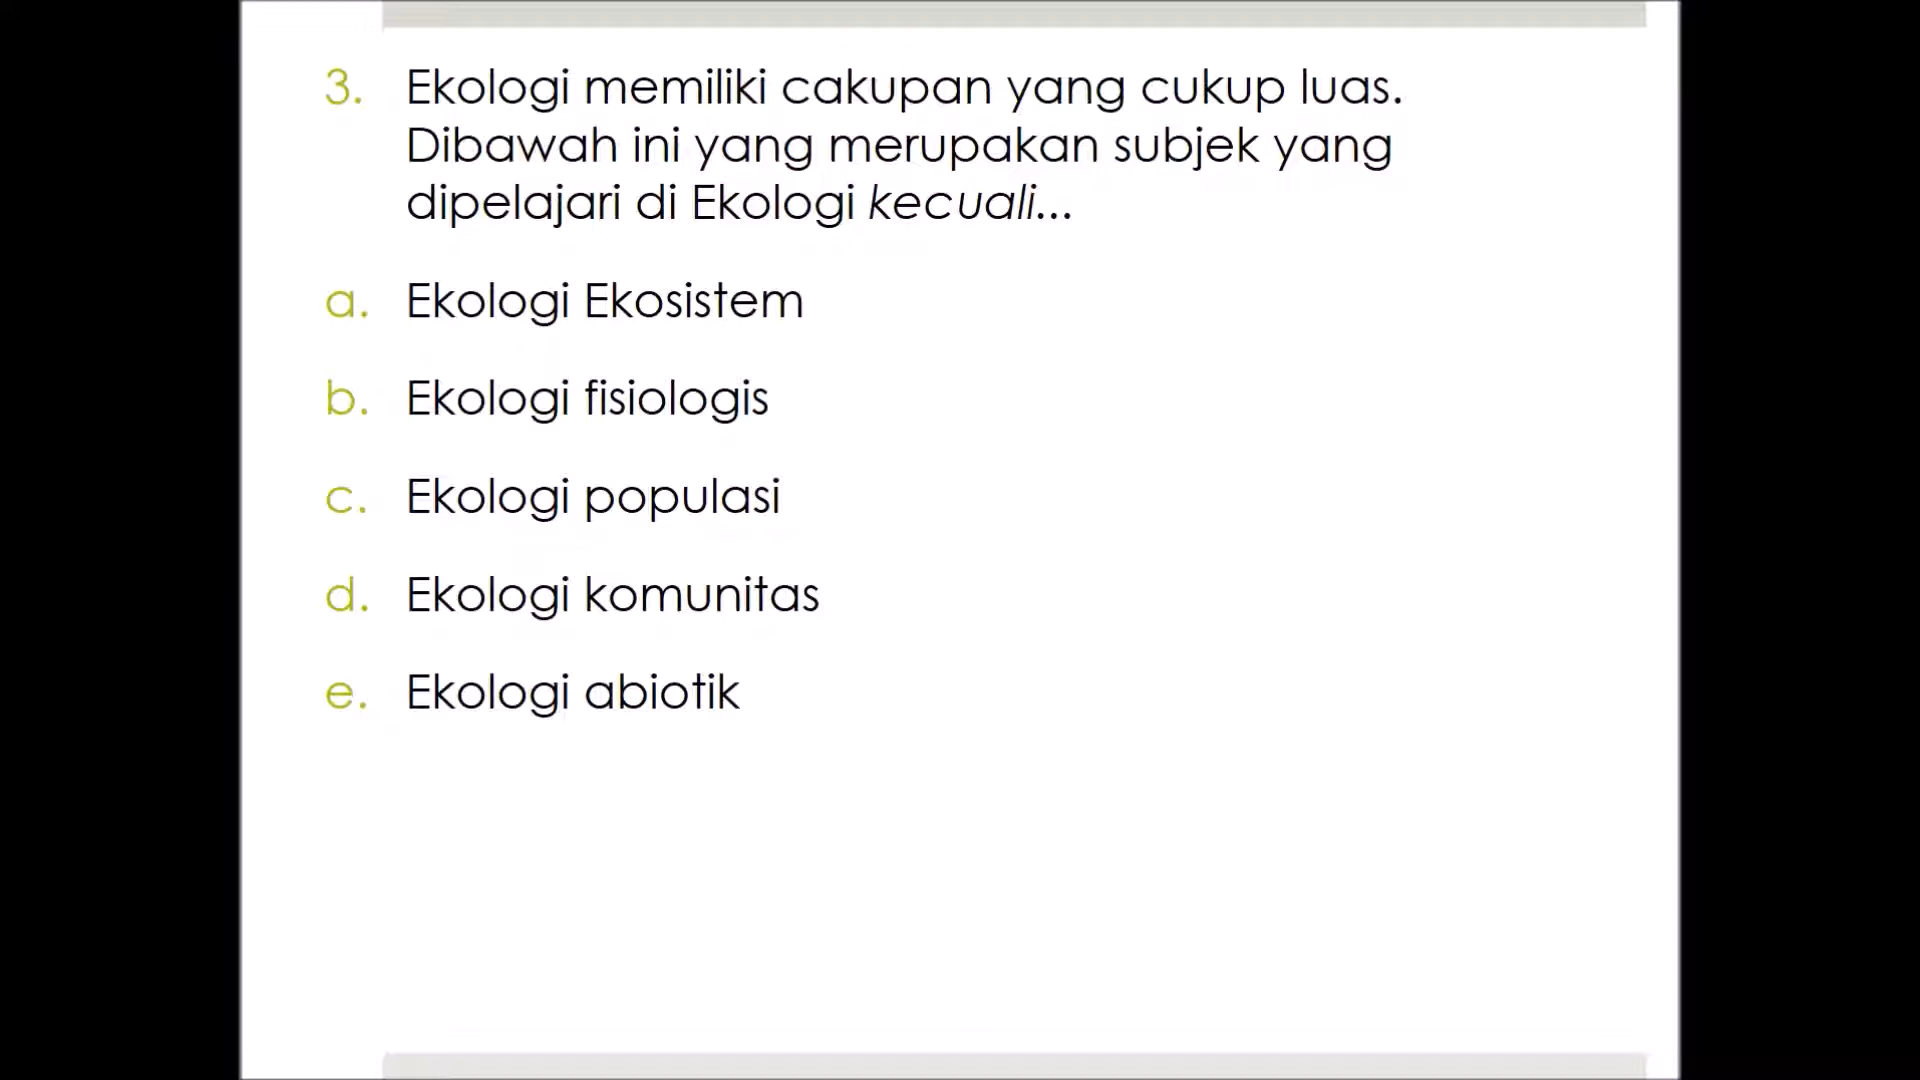 3. Ekologi memiliki cakupan yang cukup luas.
Dibawah ini yang merupakan subjek yang
dipelajari di Ekologi kecuali...
a. Ekologi Ekosistem
b. Ekologi fisiologis
c. Ekologi populasi
d. Ekologi komunitas
e. Ekologi abiotik